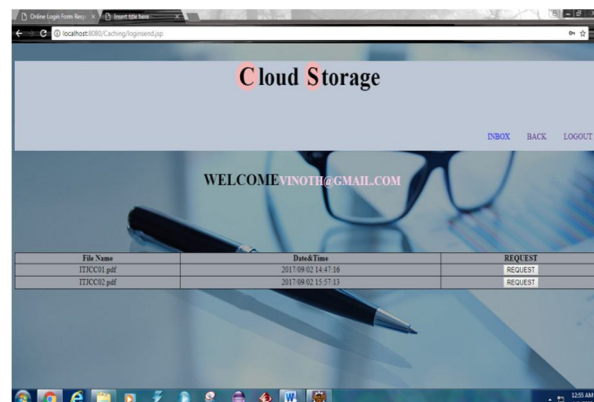 Online Login Form Resp
Insert title here
localhost:8080/Caching/loginsend.jsp
Cloud Storage
INBOX BACK LOGOUT
WELCOMEVINOTH@GMAIL.COM
File Name Date&Time REQUEST
ITJCC01.pdf 2017/09/02 14:47:16 REQUEST
ITJCC02.pdf 2017/09/02 15:57:13 REQUEST
12:55 AM